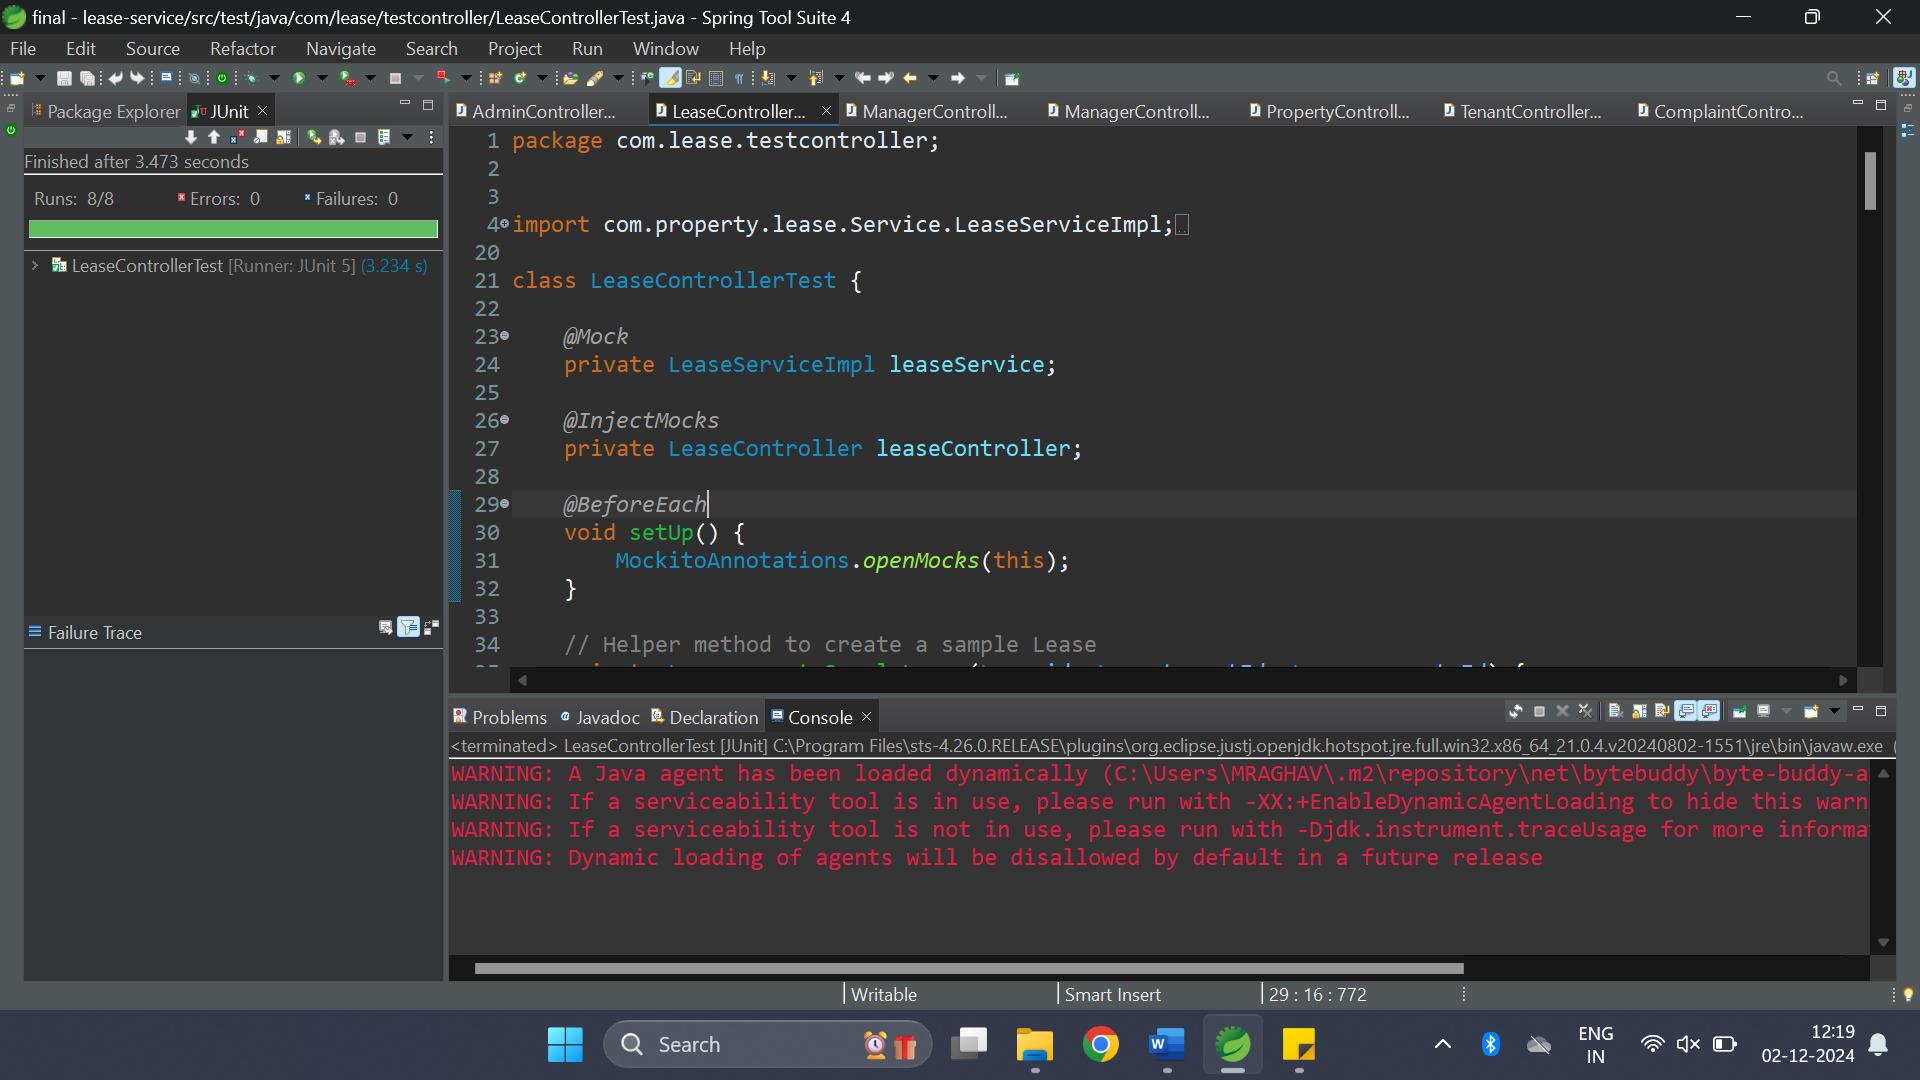 final - lease-service/src/test/java/com/lease/testcontroller/LeaseControllerTest.java - Spring Tool Suite 4
File Edit Source Refactor Navigate Search Project Run Window Help
Package Explorer JUnit
Finished after 3.473 seconds
Runs: 8/8 Errors: 0 Failures: 0
LeaseControllerTest [Runner: JUnit 5] (3.234 s)
Failure Trace
AdminController... LeaseController... ManagerControll... ManagerControll... PropertyControll... TenantController... ComplaintContro...
1 package com.lease.testcontroller;
2
3
4 import com.property.lease.Service.LeaseServiceImpl;
20
21 class LeaseControllerTest {
22
23 @Mock
24 private LeaseServiceImpl leaseService;
25
26 @InjectMocks
27 private LeaseController leaseController;
28
29 @BeforeEach
30 void setUp() {
31 MockitoAnnotations.openMocks(this);
32 }
33
34 // Helper method to create a sample Lease
Problems Javadoc Declaration Console
<terminated> LeaseControllerTest [JUnit] C:\Program Files\sts-4.26.0.RELEASE\plugins\org.eclipse.justj.openjdk.hotspot.jre.full.win32.x86_64_21.0.4.v20240802-1551\jre\bin\javaw.exe (
WARNING: A Java agent has been loaded dynamically (C:\Users\MRAGHAV\.m2\repository\net\bytebuddy\byte-buddy-a
WARNING: If a serviceability tool is in use, please run with -XX:+EnableDynamicAgentLoading to hide this warn
WARNING: If a serviceability tool is not in use, please run with -Djdk.instrument.traceUsage for more informa
WARNING: Dynamic loading of agents will be disallowed by default in a future release
Writable Smart Insert 29 : 16 : 772
Search
ENG
IN
12:19
02-12-2024